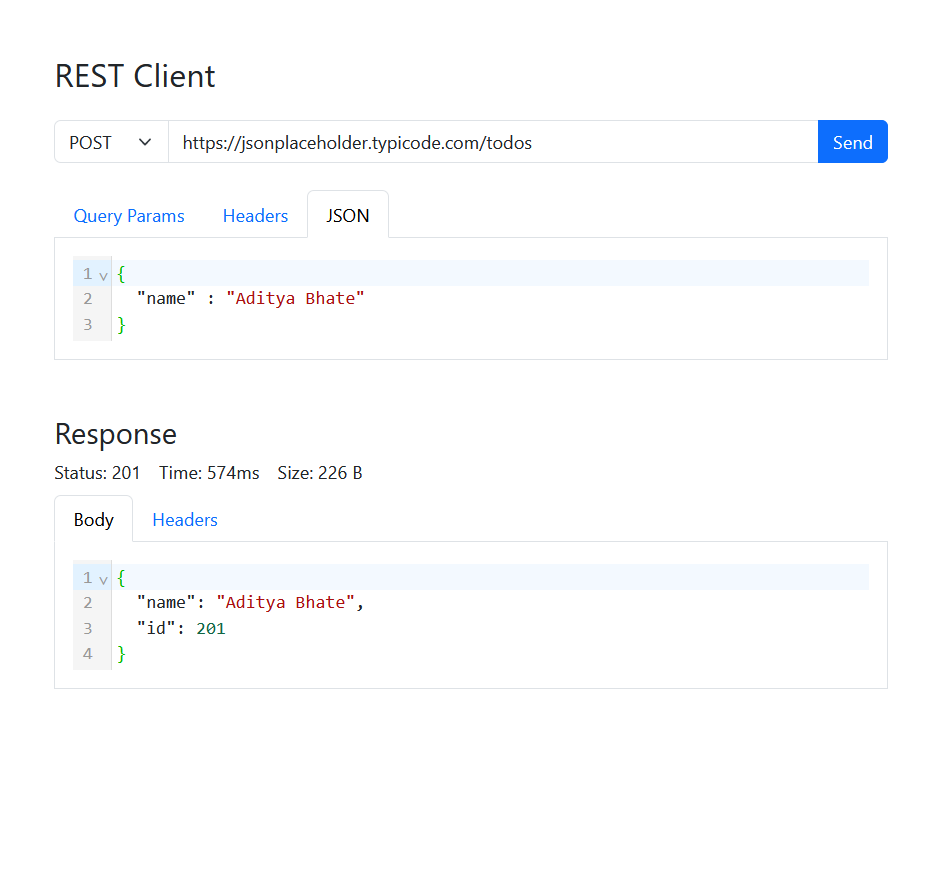 REST Client
POST https://jsonplaceholder.typicode.com/todos Send
Query Params Headers JSON
1 {
2 "name" : "Aditya Bhate"
3 }
Response
Status: 201 Time: 574ms Size: 226 B
Body Headers
1 {
2 "name": "Aditya Bhate",
3 "id": 201
4 }